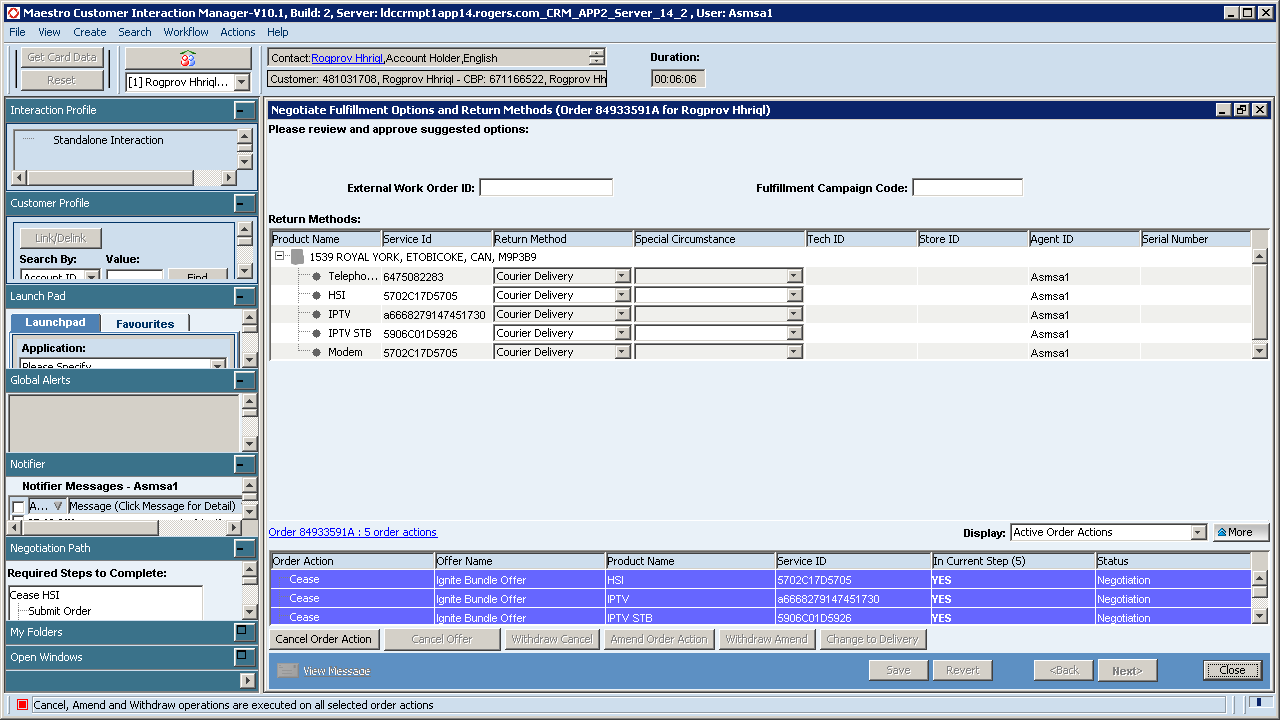 Maestro Customer Interaction Manager-V10.1, Build: 2, Server: ldccrmpt1app14.rogers.com_CRM_APP2_Server_14_2 , User: Asmsa1
File View Create Search Workflow Actions Help
Get Card Data
Reset
[1] Rogprov Hhriql...
Contact:Rogprov Hhriql,Account Holder,English
Customer: 481031708, Rogprov Hhriql - CBP: 671166522, Rogprov Hh
Duration:
00:06:06
Interaction Profile
Standalone Interaction
Customer Profile
Link/Delink
Search By: Value:
Account ID Find
Launch Pad
Launchpad Favourites
Application:
Please Specify
Global Alerts
Notifier
Notifier Messages - Asmsa1
A... Message (Click Message for Detail)
Negotiation Path
Required Steps to Complete:
Cease HSI
Submit Order
My Folders
Open Windows
Negotiate Fulfillment Options and Return Methods (Order 84933591A for Rogprov Hhriql)
Please review and approve suggested options:
External Work Order ID: Fulfillment Campaign Code:
Return Methods:
Product Name Service Id Return Method Special Circumstance Tech ID Store ID Agent ID Serial Number
1539 ROYAL YORK, ETOBICOKE, CAN, M9P3B9
Telepho... 6475082283 Courier Delivery Asmsa1
HSI 5702C17D5705 Courier Delivery Asmsa1
IPTV a6668279147451730 Courier Delivery Asmsa1
IPTV STB 5906C01D5926 Courier Delivery Asmsa1
Modem 5702C17D5705 Courier Delivery Asmsa1
Order 84933591A : 5 order actions
Display: Active Order Actions More
Order Action Offer Name Product Name Service ID In Current Step (5) Status
Cease Ignite Bundle Offer HSI 5702C17D5705 YES Negotiation
Cease Ignite Bundle Offer IPTV a6668279147451730 YES Negotiation
Cease Ignite Bundle Offer IPTV STB 5906C01D5926 YES Negotiation
Cancel Order Action Cancel Offer Withdraw Cancel Amend Order Action Withdraw Amend Change to Delivery
View Message Save Revert <Back Next> Close
Cancel, Amend and Withdraw operations are executed on all selected order actions